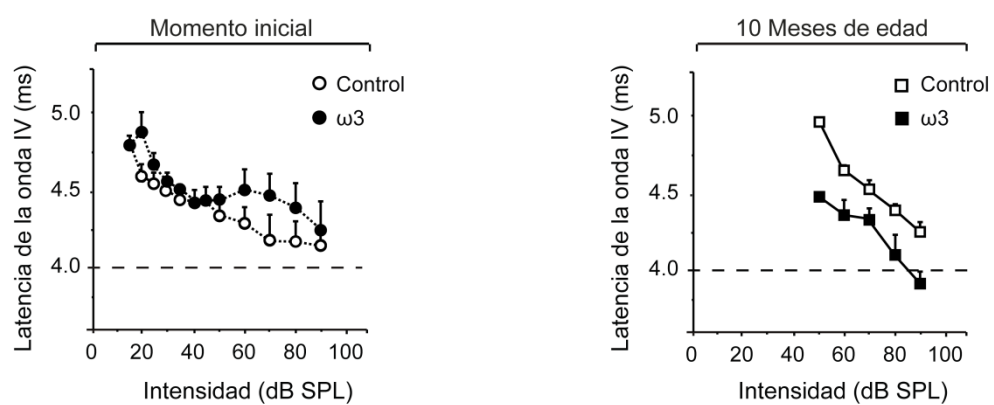 Momento inicial
Latencia de la onda IV (ms)
5.0
4.5
4.0
Control
ω3
0 20 40 60 80 100
Intensidad (dB SPL)
10 Meses de edad
Latencia de la onda IV (ms)
5.0
4.5
4.0
Control
ω3
0 20 40 60 80 100
Intensidad (dB SPL)